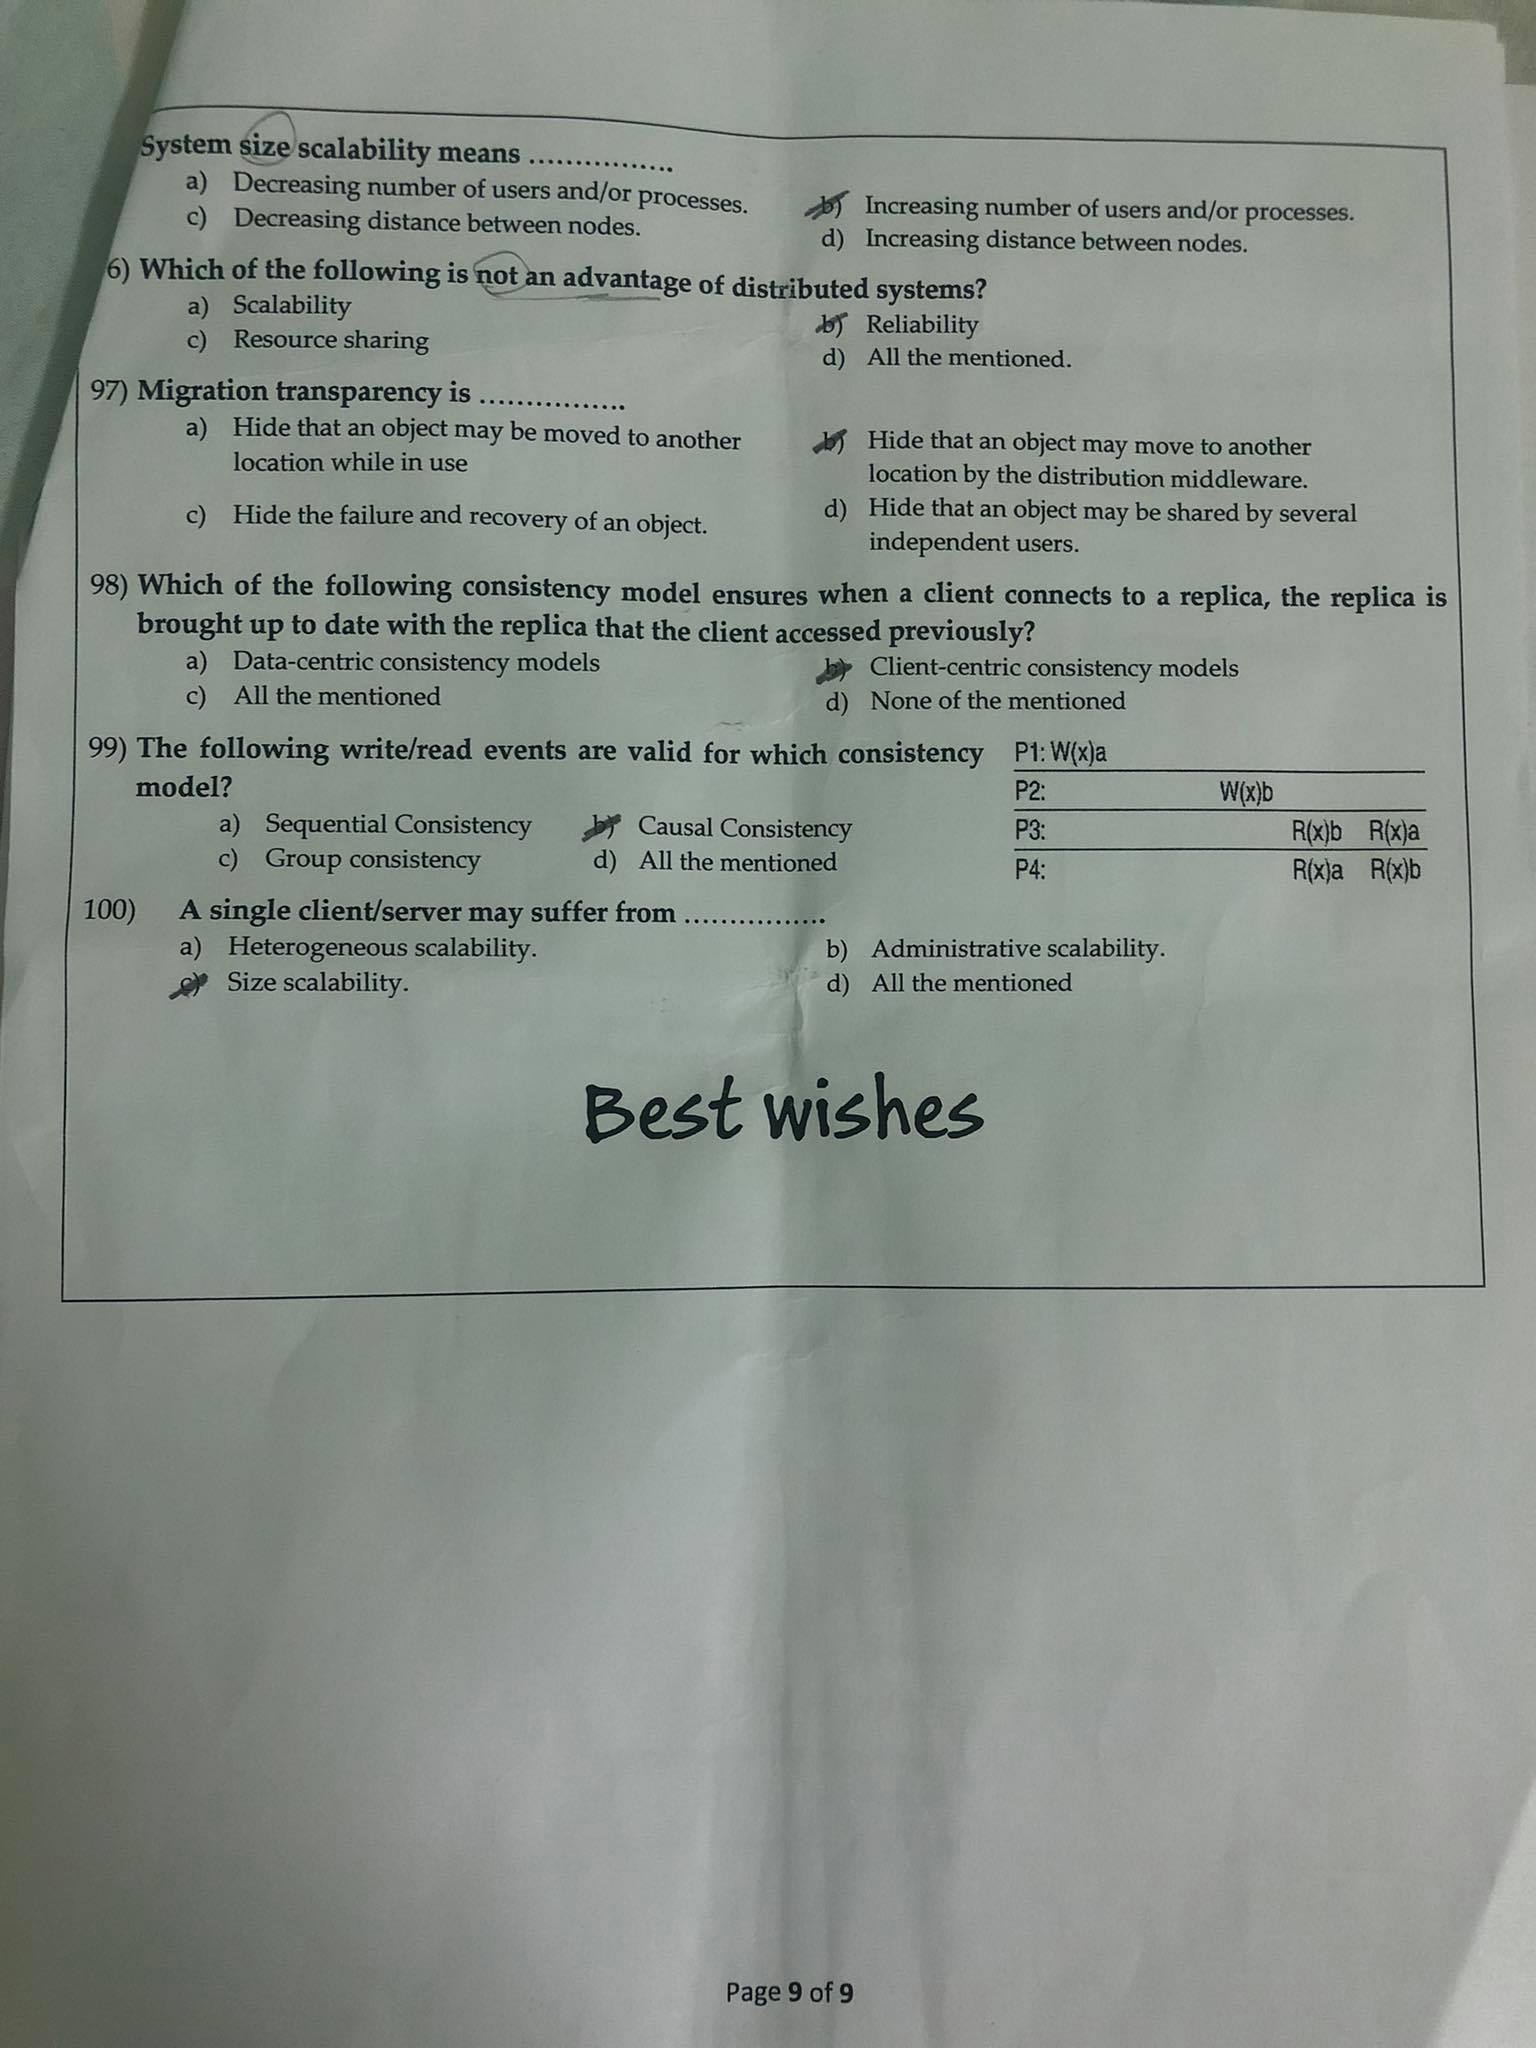 System size scalability means ................
a) Decreasing number of users and/or processes.
b) Increasing number of users and/or processes.
c) Decreasing distance between nodes.
d) Increasing distance between nodes.
6) Which of the following is not an advantage of distributed systems?
a) Scalability
b) Reliability
c) Resource sharing
d) All the mentioned.
97) Migration transparency is ................
a) Hide that an object may be moved to another
location while in use
b) Hide that an object may move to another
location by the distribution middleware.
c) Hide the failure and recovery of an object.
d) Hide that an object may be shared by several
independent users.
98) Which of the following consistency model ensures when a client connects to a replica, the replica is
brought up to date with the replica that the client accessed previously?
a) Data-centric consistency models
b) Client-centric consistency models
c) All the mentioned
d) None of the mentioned
99) The following write/read events are valid for which consistency
model?
a) Sequential Consistency
b) Causal Consistency
c) Group consistency
d) All the mentioned
P1: W(x)a
P2: W(x)b
P3: R(x)b R(x)a
P4: R(x)a R(x)b
100) A single client/server may suffer from ................
a) Heterogeneous scalability.
b) Administrative scalability.
c) Size scalability.
d) All the mentioned
Best wishes
Page 9 of 9